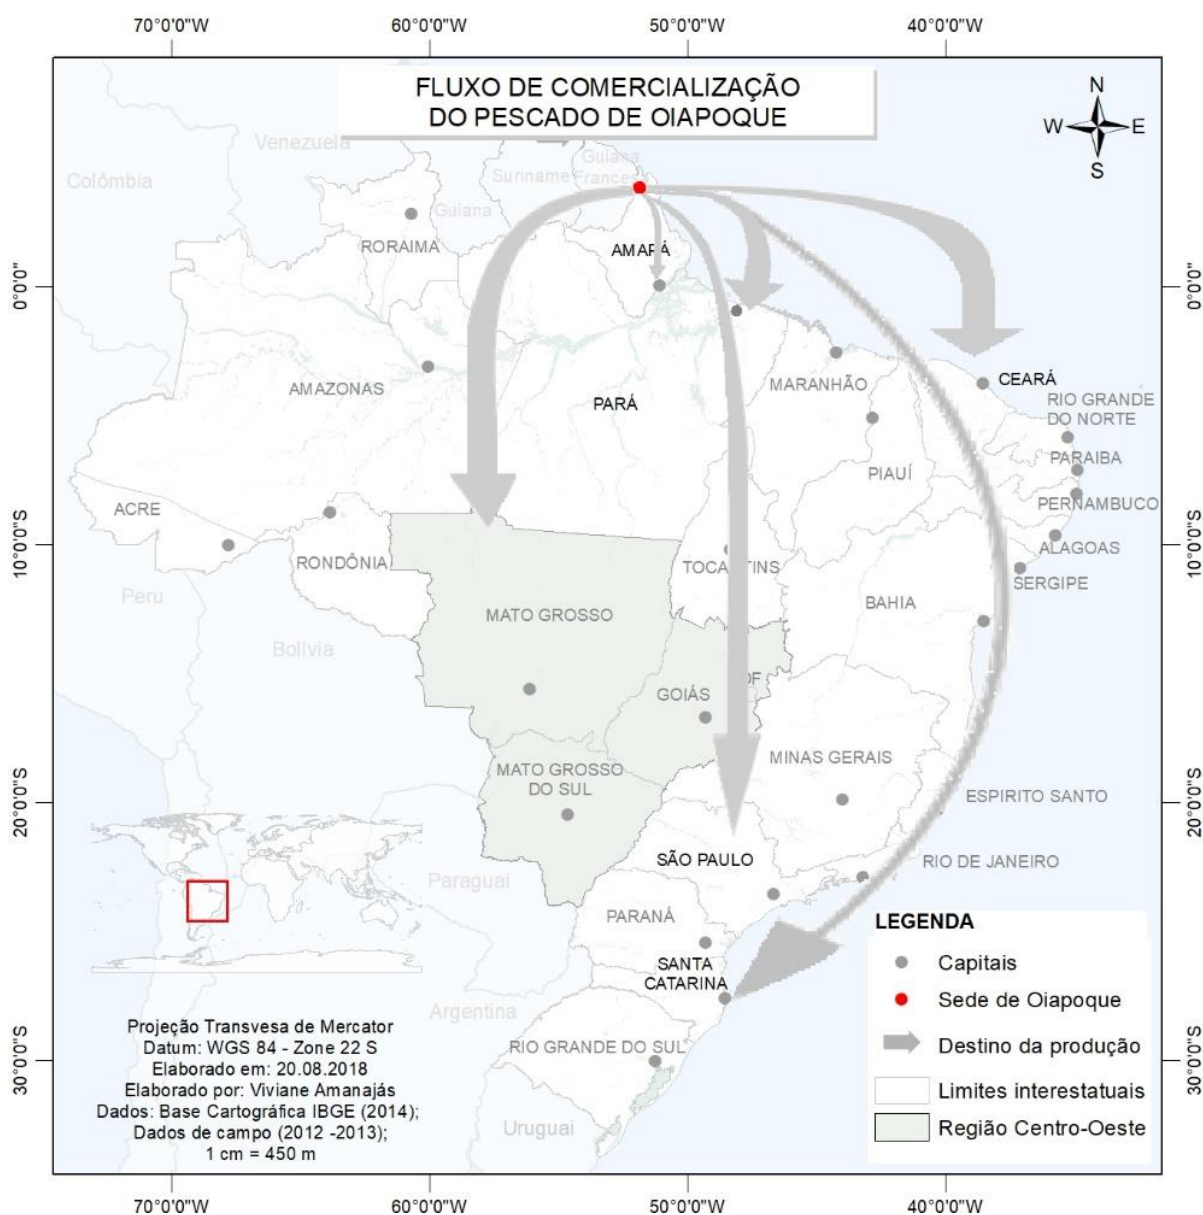 70°0'0"W
60°0'0"W
50°0'0"W
40°0'0"W
FLUXO DE COMERCIALIZAÇÃO
DO PESCADO DE OIAPOQUE
N
W
E
S
Venezuela
Colômbia
Guiana
Suriname
Francesa
Guiana
RORAIMA
AMAPÁ
0°0'0"
0°0'0"
AMAZONAS
PARÁ
MARANHÃO
CEARÁ
RIO GRANDE
DO NORTE
PIAUÍ
PARAIBA
PERNAMBUCO
ACRE
ALAGOAS
10°0'0"S
10°0'0"S
RONDÔNIA
TOCANTINS
SERGIPE
Peru
MATO GROSSO
BAHIA
Bolívia
DF
GOIÁS
MINAS GERAIS
MATO GROSSO
DO SUL
20°0'0"S
20°0'0"S
ESPIRITO SANTO
SÃO PAULO
RIO DE JANEIRO
Paraguai
PARANÁ
SANTA
CATARINA
Argentina
RIO GRANDE DO SUL
Uruguai
30°0'0"S
30°0'0"S
LEGENDA
Capitais
Sede de Oiapoque
Destino da produção
Limites interestatuais
Região Centro-Oeste
Projeção Transvesa de Mercator
Datum: WGS 84 - Zone 22 S
Elaborado em: 20.08.2018
Elaborado por: Viviane Amanajás
Dados: Base Cartográfica IBGE (2014);
Dados de campo (2012 -2013);
1 cm = 450 m
70°0'0"W
60°0'0"W
50°0'0"W
40°0'0"W